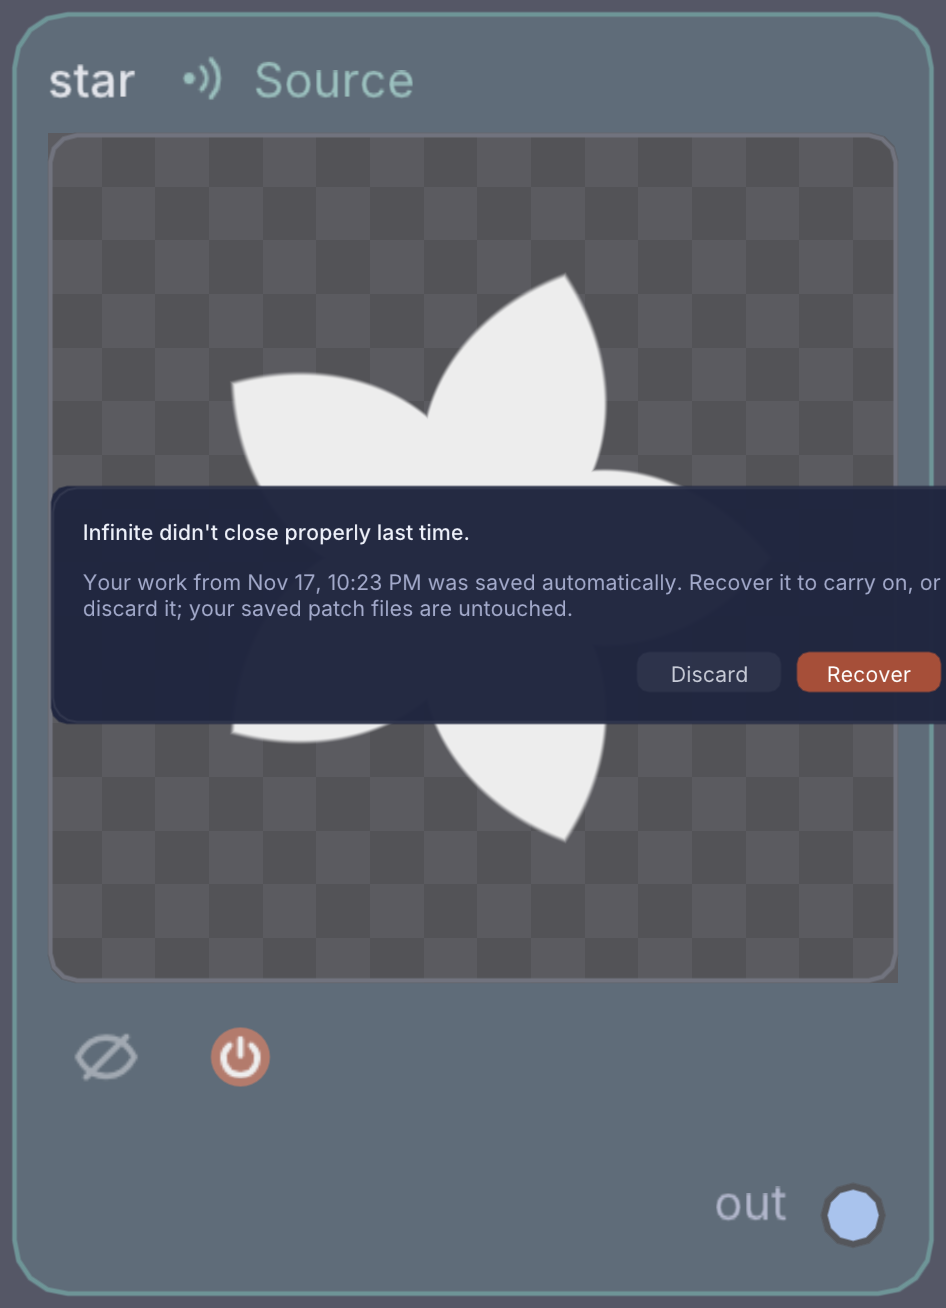 star Source
Infinite didn't close properly last time.
Your work from Nov 17, 10:23 PM was saved automatically. Recover it to carry on, or
discard it; your saved patch files are untouched.
Discard Recover
out